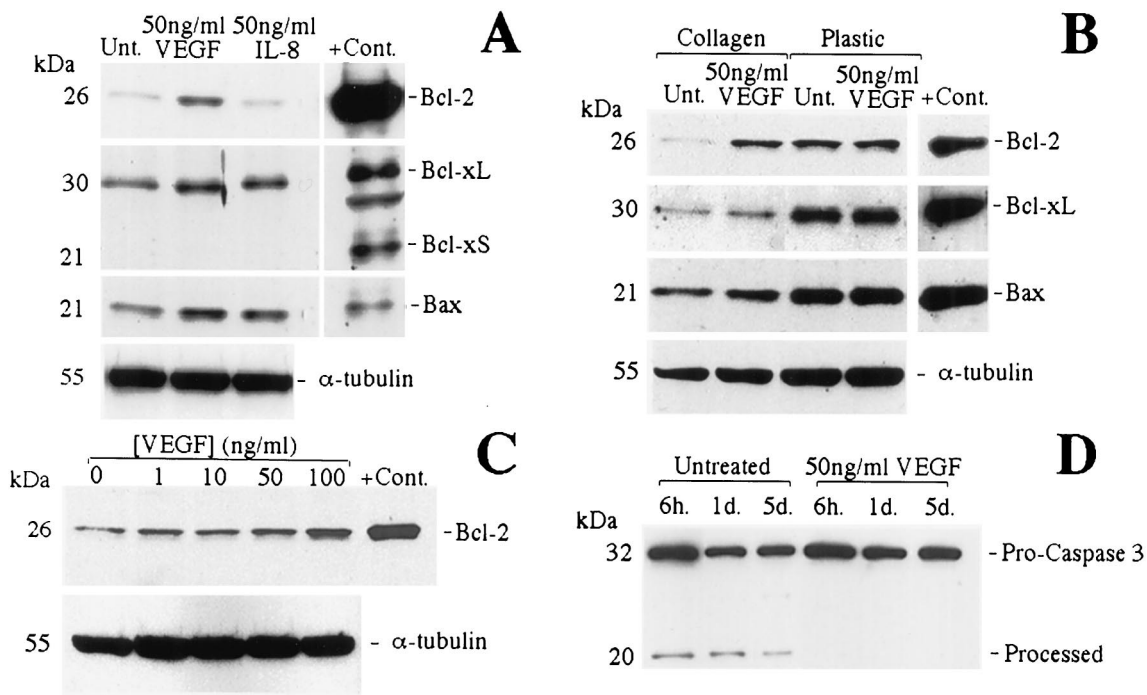 A
50ng/ml 50ng/ml
Unt. VEGF IL-8 +Cont.
kDa
26 -Bcl-2
-Bcl-xL
30
-Bcl-xS
21
21 -Bax
55 - α-tubulin
B
Collagen Plastic
50ng/ml 50ng/ml
Unt. VEGF Unt. VEGF +Cont.
kDa
26 -Bcl-2
30 -Bcl-xL
21 -Bax
55 - α-tubulin
C
[VEGF] (ng/ml)
kDa 0 1 10 50 100 +Cont.
26 -Bcl-2
55 - α-tubulin
D
Untreated 50ng/ml VEGF
6h. 1d. 5d. 6h. 1d. 5d.
kDa
32 -Pro-Caspase 3
20 -Processed